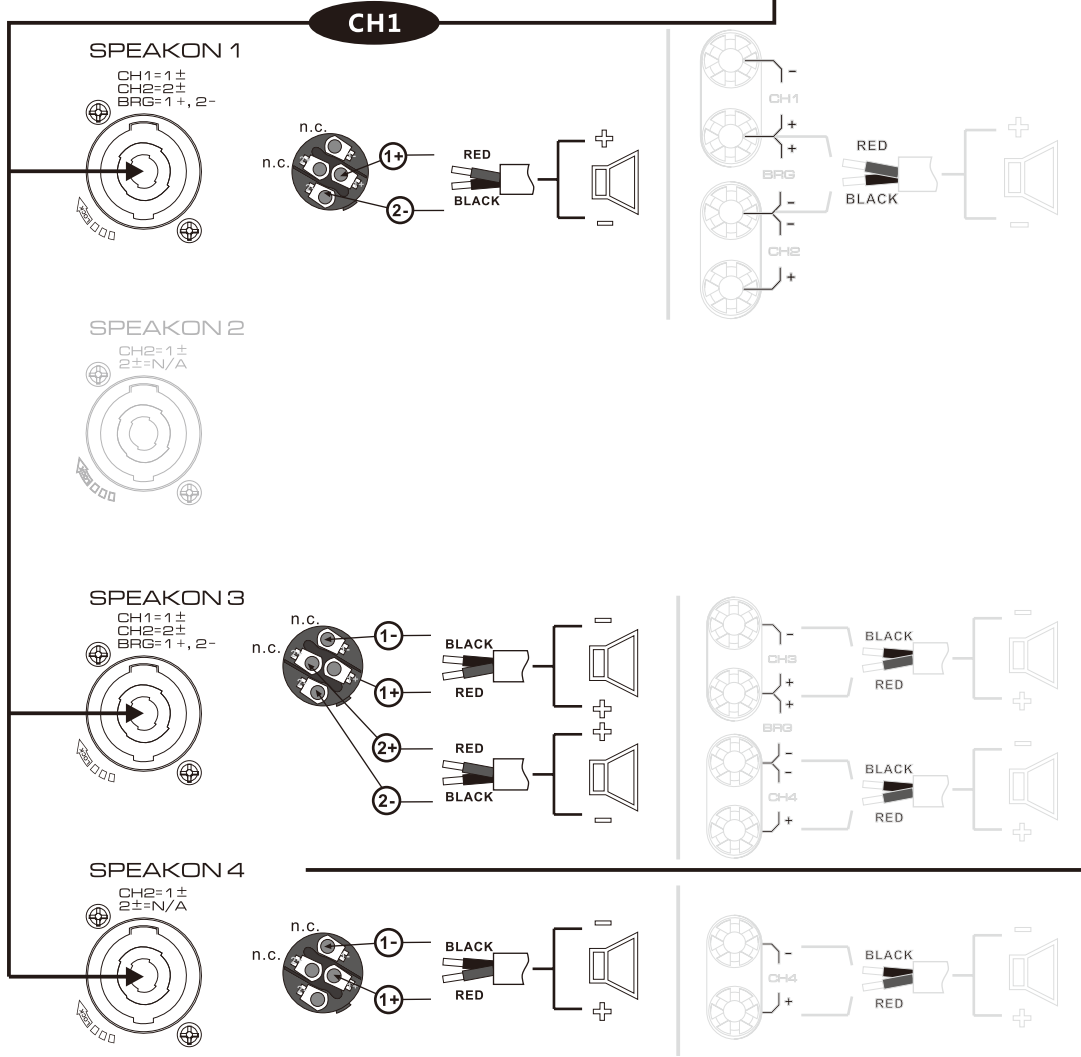 CH1
SPEAKON 1
CH1=1±
CH2=2±
BRG=1+, 2-
n.c.
n.c.
1+
2-
RED
BLACK
+
-
-
CH1
+
+
BRG
-
-
CH2
+
RED
BLACK
+
-
SPEAKON 2
CH2=1±
2±=N/A
SPEAKON 3
CH1=1±
CH2=2±
BRG=1+, 2-
n.c.
n.c.
1-
1+
2+
2-
BLACK
RED
-
+
RED
BLACK
+
-
-
CH3
+
+
BRG
-
-
CH4
+
BLACK
RED
-
+
BLACK
RED
-
+
SPEAKON 4
CH2=1±
2±=N/A
n.c.
n.c.
1-
1+
BLACK
RED
-
+
-
CH4
+
BLACK
RED
-
+